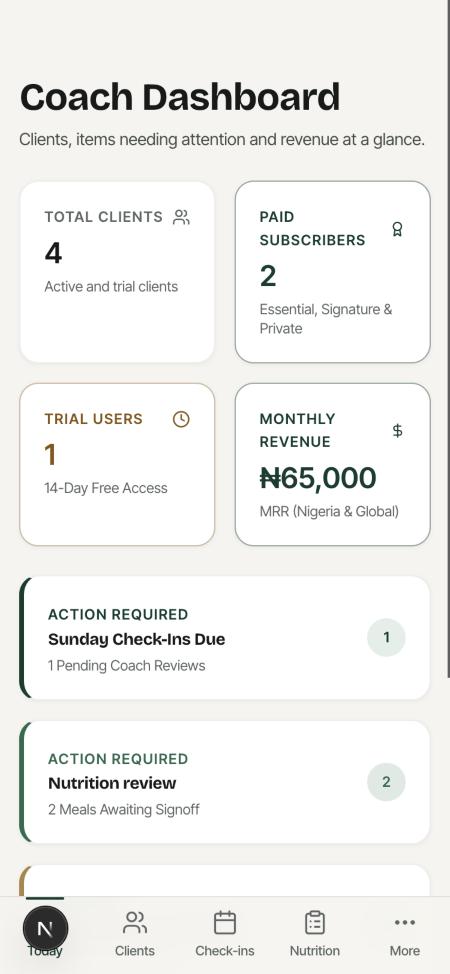 Coach Dashboard
Clients, items needing attention and revenue at a glance.
TOTAL CLIENTS
4
Active and trial clients
PAID
SUBSCRIBERS
2
Essential, Signature &
Private
TRIAL USERS
1
14-Day Free Access
MONTHLY
REVENUE
₦65,000
MRR (Nigeria & Global)
ACTION REQUIRED
Sunday Check-Ins Due
1 Pending Coach Reviews
1
ACTION REQUIRED
Nutrition review
2 Meals Awaiting Signoff
2
N
Today
Clients
Check-ins
Nutrition
More